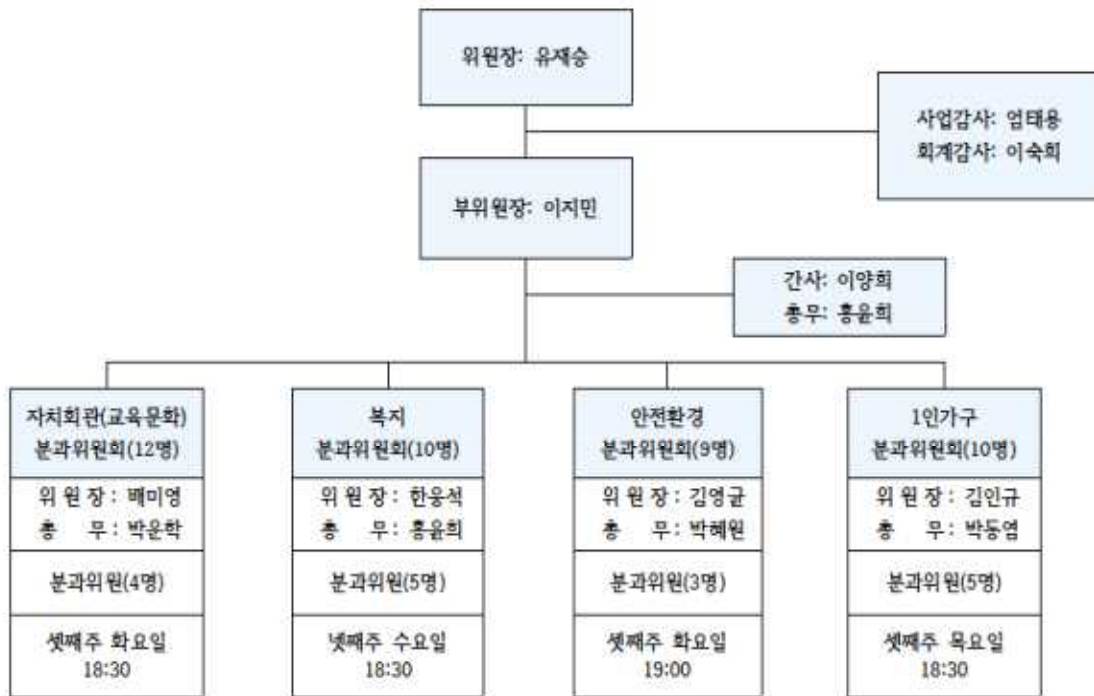 위원장: 유재승
사업감사: 엄태용
회계감사: 이숙희
부위원장: 이지민
간사: 이양희
총무: 홍윤희
자치회관(교육문화)
분과위원회(12명)
위 원 장 : 배미영
총 무 : 박운학
분과위원(4명)
셋째주 화요일
18:30
복지
분과위원회(10명)
위 원 장 : 한웅석
총 무 : 홍윤희
분과위원(5명)
넷째주 수요일
18:30
안전환경
분과위원회(9명)
위 원 장 : 김영균
총 무 : 박혜원
분과위원(3명)
셋째주 화요일
19:00
1인가구
분과위원회(10명)
위 원 장 : 김인규
총 무 : 박동염
분과위원(5명)
셋째주 목요일
18:30